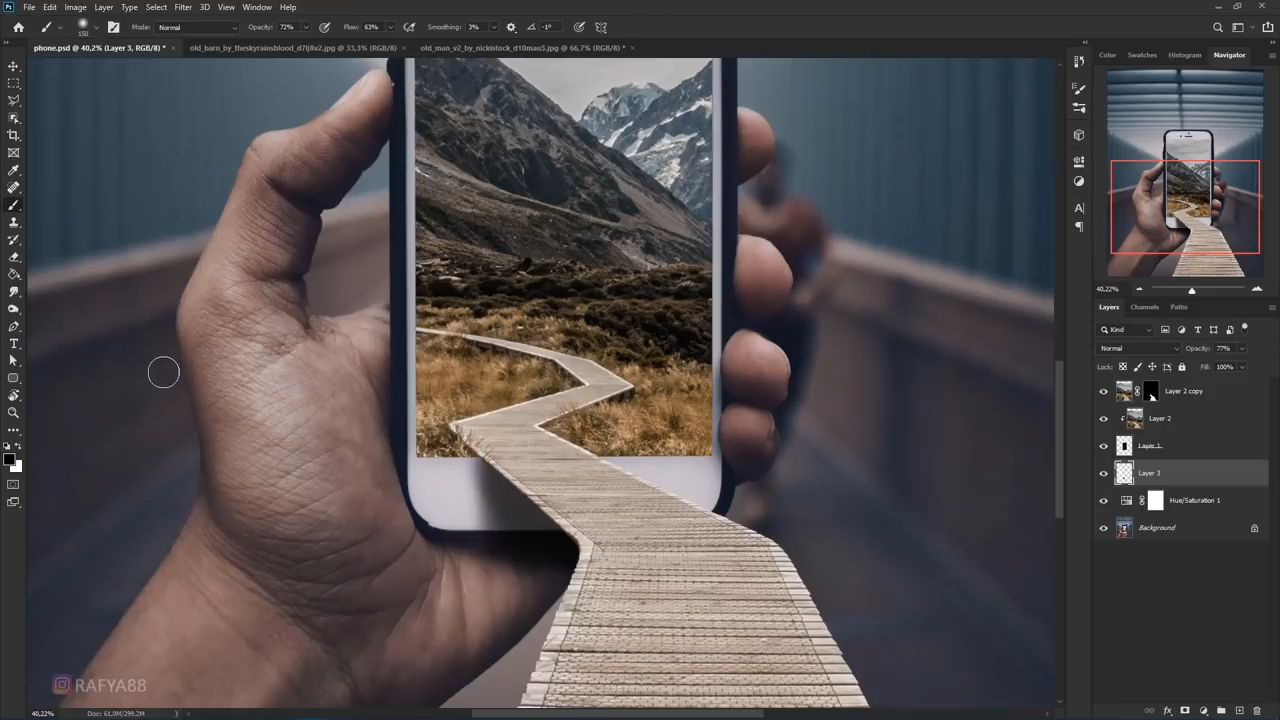 File Edit Image Layer Type Select Filter 3D View Window Help
150 Mode: Normal Opacity: 72% Flow: 63% Smoothing: 3% -1°
phone.psd @ 40,2% (Layer 3, RGB/8) * × old_barn_by_theskyrainsblood_d7lj8v2.jpg @ 33,3% (RGB/8) × old_man_v2_by_nickistock_d10mau3.jpg @ 66,7% (RGB/8) * ×
Color Swatches Histogram Navigator
40,22%
Layers Channels Paths
Kind
Normal Opacity: 77%
Lock: Fill: 100%
Layer 2 copy
Layer 2
Layer 1
Layer 3
Hue/Saturation 1
Background
RAFYA88
40,22% Doc: 61,0M/299,2M